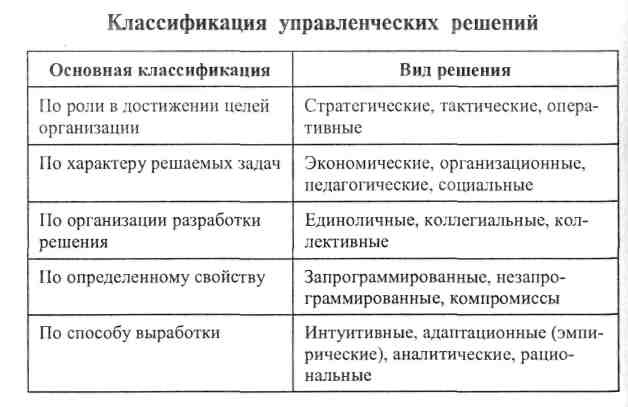 Классификация управленческих решений
Основная классификация
Вид решения
По роли в достижении целей
организации
Стратегические, тактические, опера-
тивные
По характеру решаемых задач
Экономические, организационные,
педагогические, социальные
По организации разработки
решения
Единоличные, коллегиальные, кол-
лективные
По определенному свойству
Запрограммированные, незапро-
граммированные, компромиссы
По способу выработки
Интуитивные, адаптационные (эмпи-
рические), аналитические, рацио-
нальные